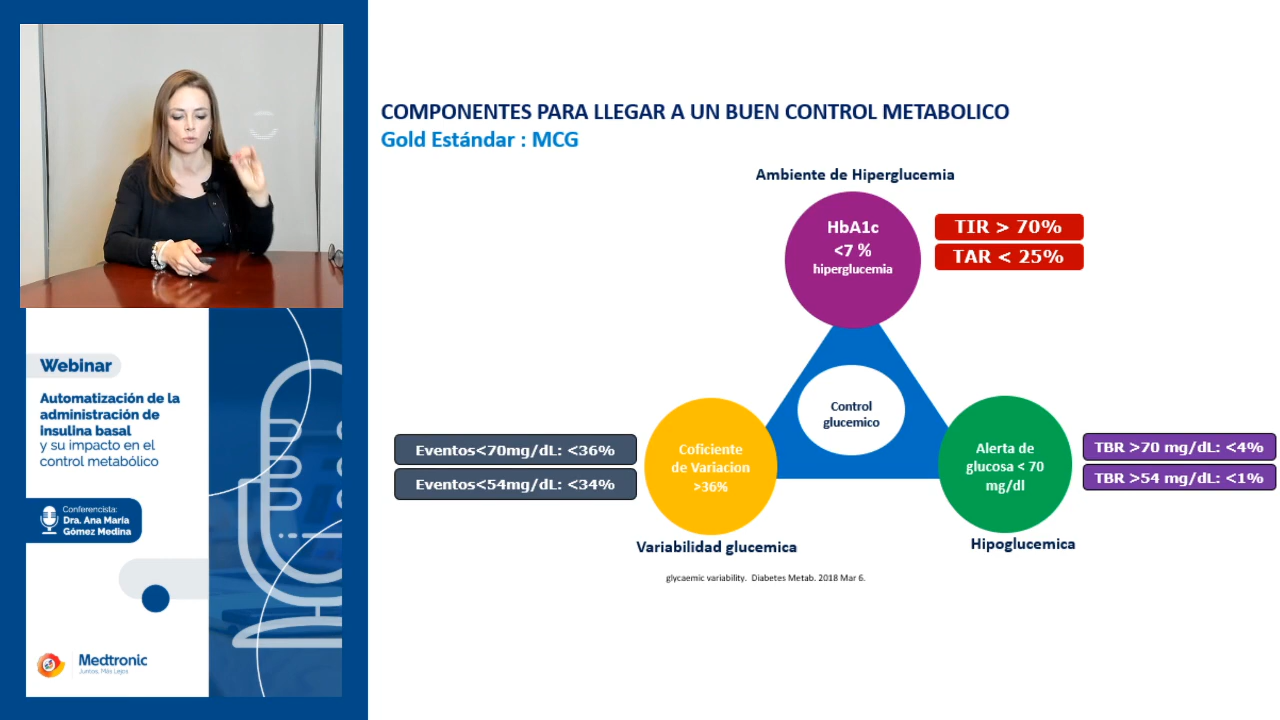 COMPONENTES PARA LLEGAR A UN BUEN CONTROL METABOLICO
Gold Estándar : MCG
Ambiente de Hiperglucemia
HbA1c
<7 %
hiperglucemia
TIR > 70%
TAR < 25%
Control
glucemico
Eventos<70mg/dL: <36%
Eventos<54mg/dL: <34%
Coficiente
de Variacion
>36%
Variabilidad glucemica
Alerta de
glucosa < 70
mg/dl
TBR >70 mg/dL: <4%
TBR >54 mg/dL: <1%
Hipoglucemica
glycaemic variability. Diabetes Metab. 2018 Mar 6.
Webinar
Automatización de la
administración de
insulina basal
y su impacto en el
control metabólico
Conferencista:
Dra. Ana María
Gómez Medina
Medtronic
Juntos, Más Lejos